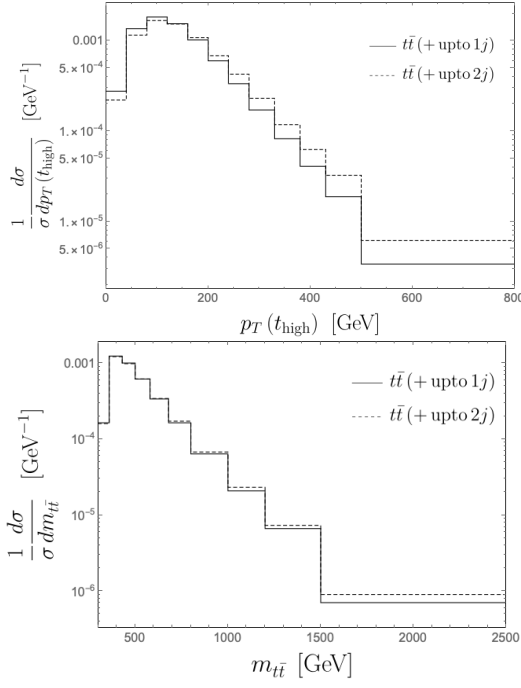 0.001
5.×10⁻⁴
1.×10⁻⁴
5.×10⁻⁵
1.×10⁻⁵
5.×10⁻⁶
1/σ dσ/dp_T(t_high) [GeV⁻¹]
tt̄(+ upto 1j)
tt̄(+ upto 2j)
0 200 400 600 800
p_T(t_high) [GeV]
0.001
10⁻⁴
10⁻⁵
10⁻⁶
1/σ dσ/dm_tt̄ [GeV⁻¹]
tt̄(+ upto 1j)
tt̄(+ upto 2j)
500 1000 1500 2000 2500
m_tt̄ [GeV]